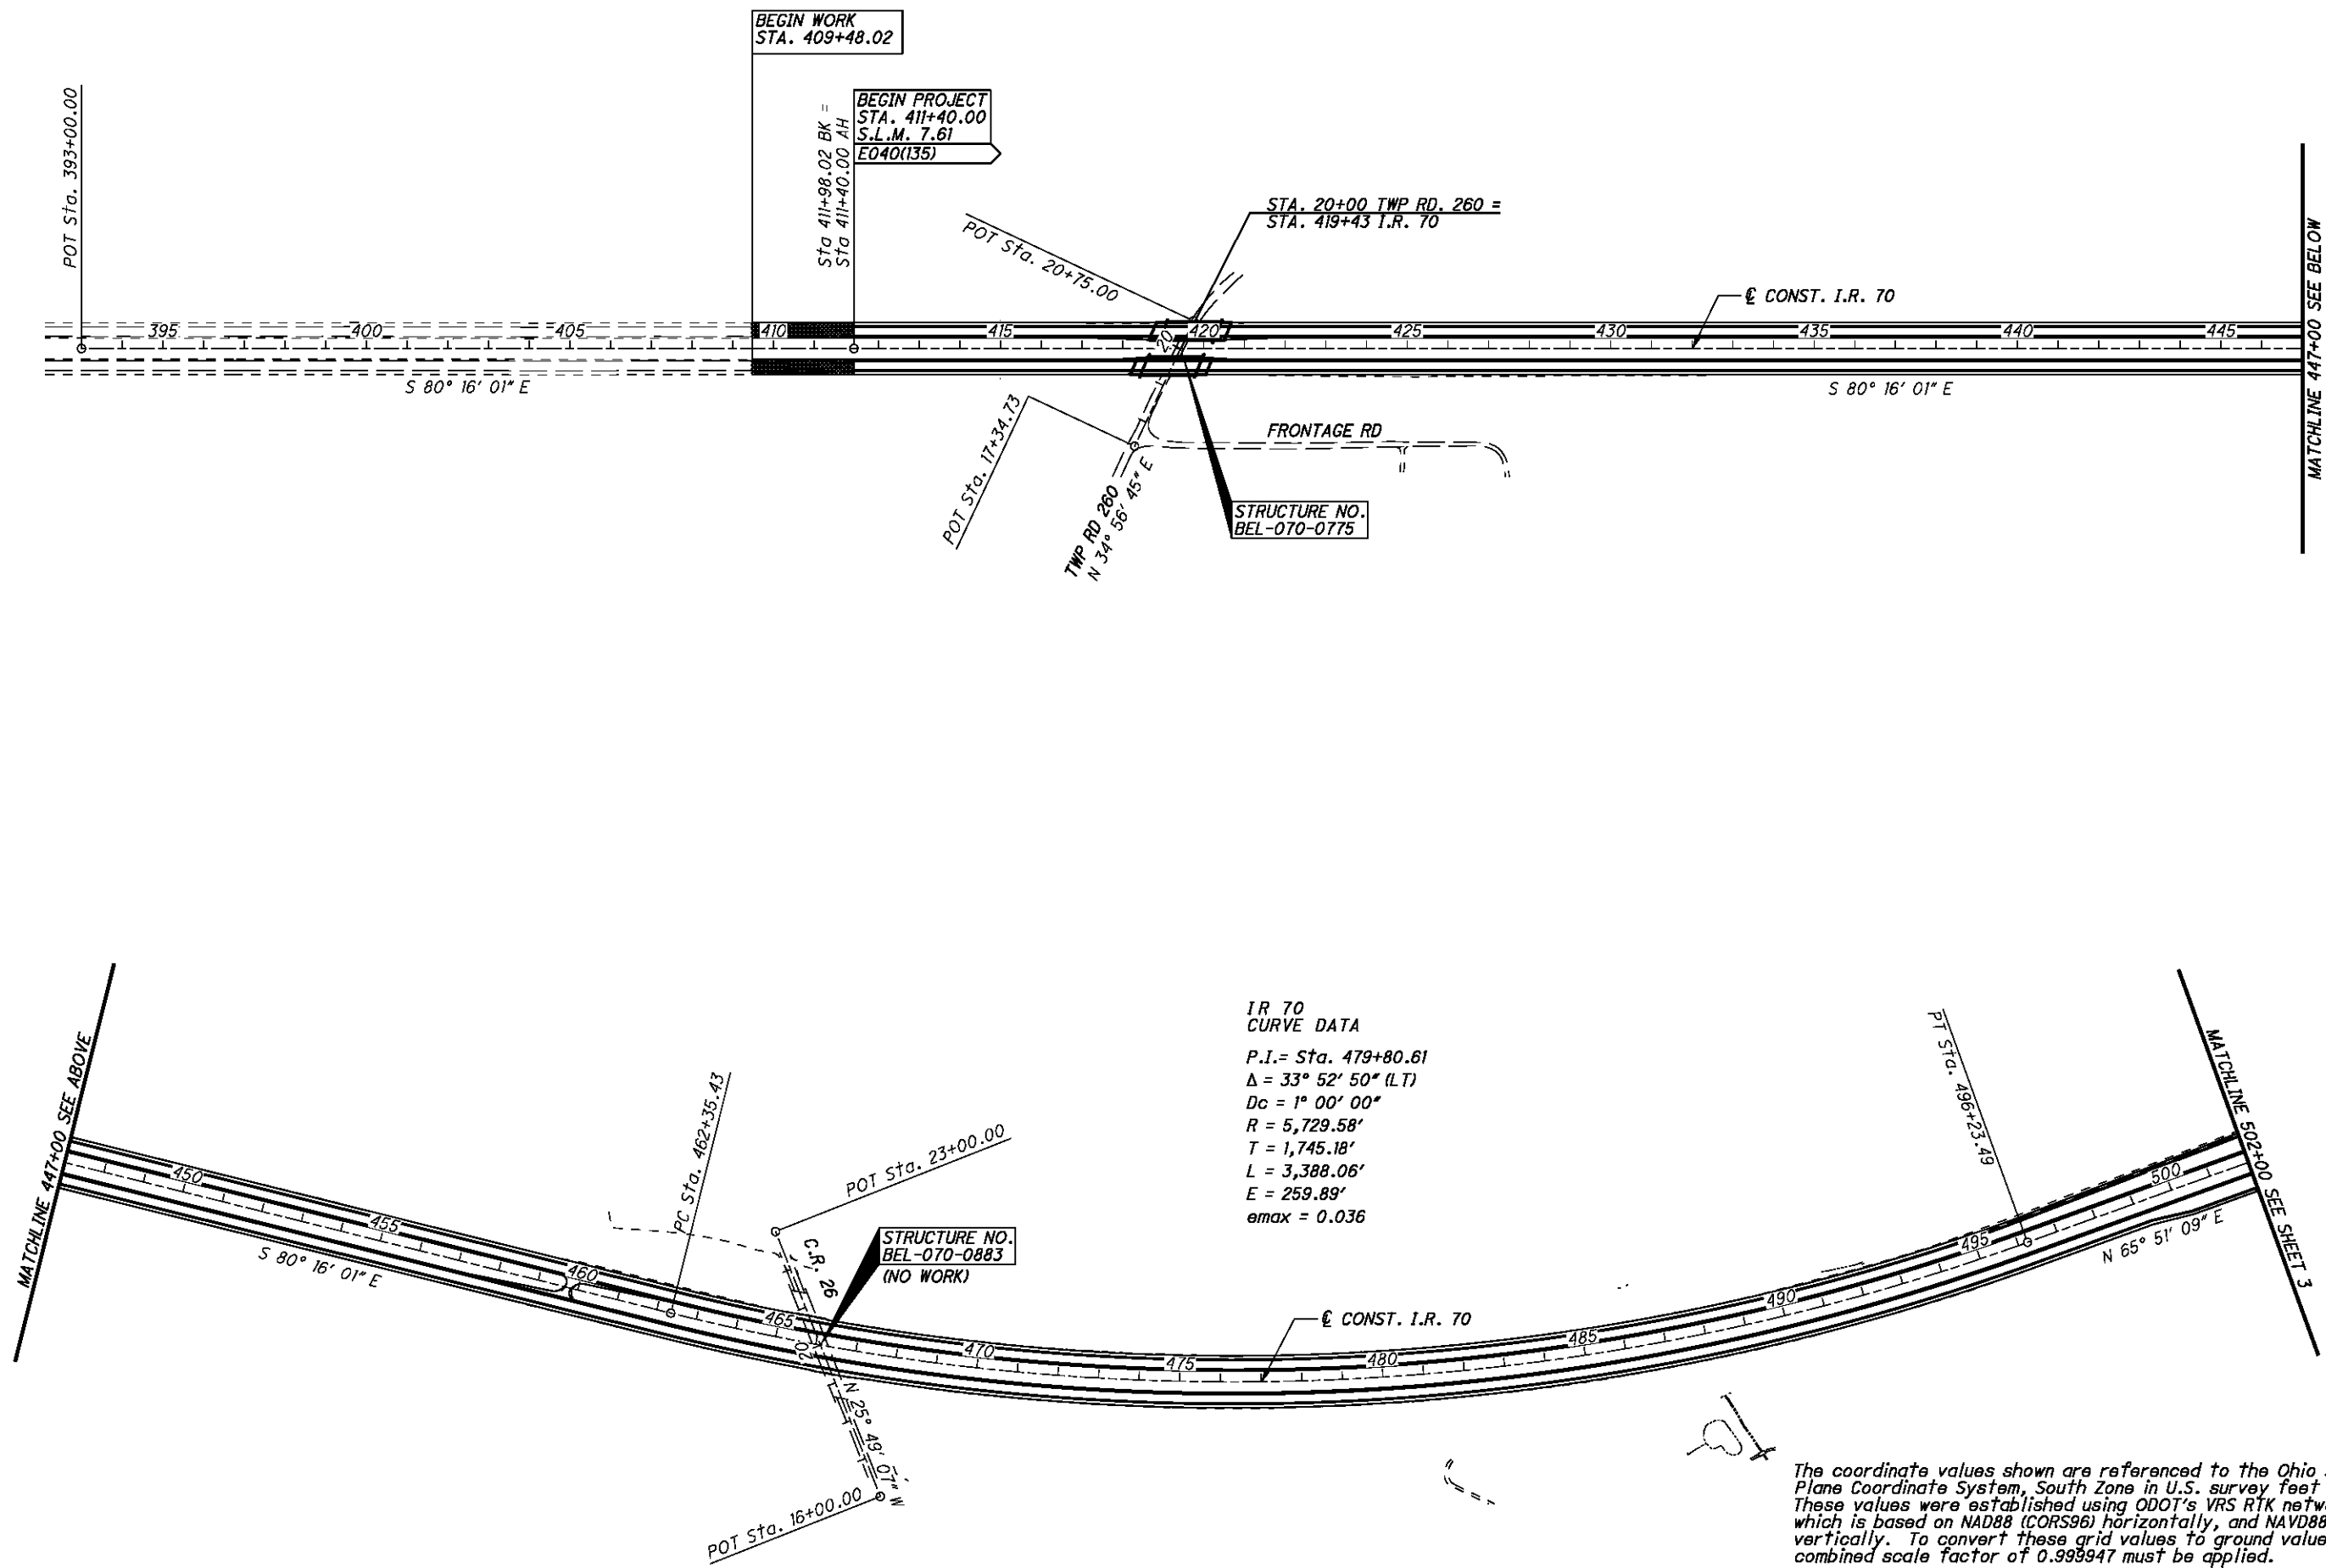 BEGIN WORK
STA. 409+48.02
POT Sta. 393+00.00
Sta 411+98.02 BK =
Sta 411+40.00 AH
BEGIN PROJECT
STA. 411+40.00
S.L.M. 7.61
E040(135)
POT Sta. 20+75.00
STA. 20+00 TWP RD. 260 =
STA. 419+43 I.R. 70
℄ CONST. I.R. 70
MATCHLINE 447+00 SEE BELOW
395
400
405
410
415
420
425
430
435
440
445
20
S 80° 16' 01" E
S 80° 16' 01" E
POT Sta. 17+34.73
FRONTAGE RD
TWP RD 260
N 34° 56' 45" E
STRUCTURE NO.
BEL-070-0775
MATCHLINE 447+00 SEE ABOVE
IR 70
CURVE DATA
P.I.= Sta. 479+80.61
Δ = 33° 52' 50" (LT)
Dc = 1° 00' 00"
R = 5,729.58'
T = 1,745.18'
L = 3,388.06'
E = 259.89'
emax = 0.036
PT Sta. 496+23.49
MATCHLINE 502+00 SEE SHEET 3
PC Sta. 462+35.43
POT Sta. 23+00.00
C.R. 26
STRUCTURE NO.
BEL-070-0883
(NO WORK)
450
455
460
465
470
475
480
485
490
495
500
20
S 80° 16' 01" E
℄ CONST. I.R. 70
N 65° 51' 09" E
N 25° 49' 07" W
POT Sta. 16+00.00
The coordinate values shown are referenced to the Ohio
Plane Coordinate System, South Zone in U.S. survey feet
These values were established using ODOT's VRS RTK
which is based on NAD88 (CORS96) horizontally, and NAVD88
vertically. To convert these grid values to ground
combined scale factor of 0.999947 must be applied.